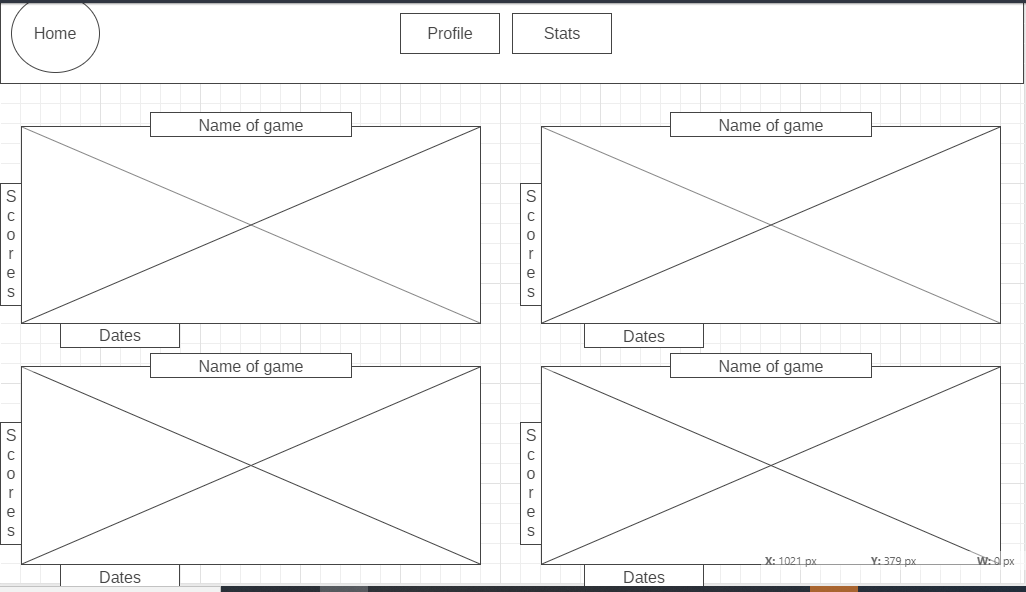 Home
Profile
Stats
Name of game
Name of game
Scores
Scores
Dates
Dates
Name of game
Name of game
Scores
Scores
X: 1021 px Y: 379 px W: 0 px
Dates
Dates